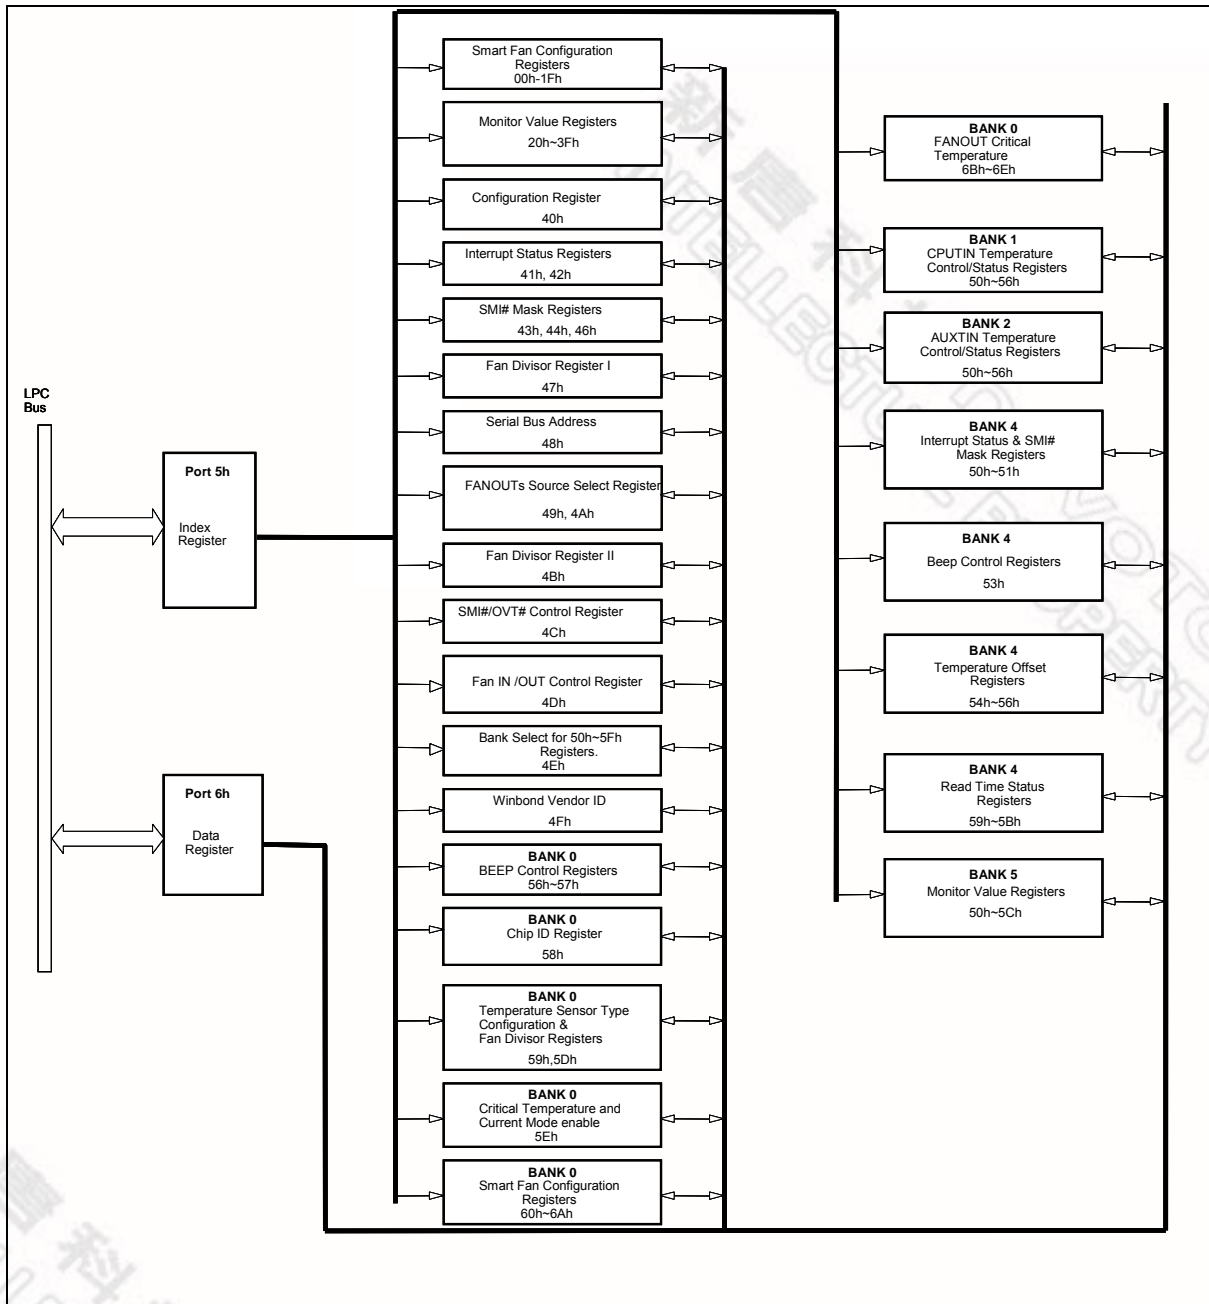 LPC
Bus
Port 5h
Index
Register
Port 6h
Data
Register
Smart Fan Configuration
Registers
00h-1Fh
Monitor Value Registers
20h~3Fh
Configuration Register
40h
Interrupt Status Registers
41h, 42h
SMI# Mask Registers
43h, 44h, 46h
Fan Divisor Register I
47h
Serial Bus Address
48h
FANOUTs Source Select Register
49h, 4Ah
Fan Divisor Register II
4Bh
SMI#/OVT# Control Register
4Ch
Fan IN /OUT Control Register
4Dh
Bank Select for 50h~5Fh
Registers.
4Eh
Winbond Vendor ID
4Fh
BANK 0
BEEP Control Registers
56h~57h
BANK 0
Chip ID Register
58h
BANK 0
Temperature Sensor Type
Configuration &
Fan Divisor Registers
59h,5Dh
BANK 0
Critical Temperature and
Current Mode enable
5Eh
BANK 0
Smart Fan Configuration
Registers
60h~6Ah
BANK 0
FANOUT Critical
Temperature
6Bh~6Eh
BANK 1
CPUTIN Temperature
Control/Status Registers
50h~56h
BANK 2
AUXTIN Temperature
Control/Status Registers
50h~56h
BANK 4
Interrupt Status & SMI#
Mask Registers
50h~51h
BANK 4
Beep Control Registers
53h
BANK 4
Temperature Offset
Registers
54h~56h
BANK 4
Read Time Status
Registers
59h~5Bh
BANK 5
Monitor Value Registers
50h~5Ch
新唐科
INTELLECTUAL PROPERTY
唐科